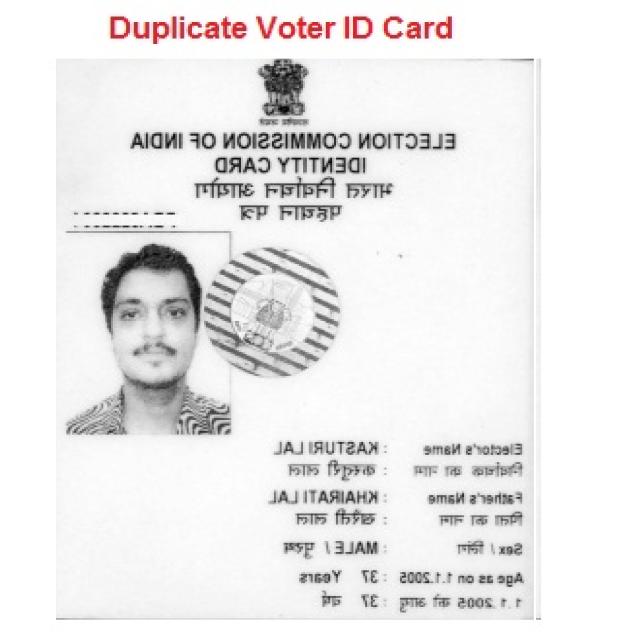 Duplicate Voter ID Card
ELECTION COMMISSION OF INDIA
IDENTITY CARD
भारत निर्वाचन आयोग
पहचान पत्र
Elector's Name : KASTURI LAL
निर्वाचक का नाम : कस्तूरी लाल
Father's Name : KHAIRATI LAL
पिता का नाम : खरैती लाल
Sex / लिंग : MALE / पुरुष
Age as on 1.1.2005 : 37 Years
1.1.2005 को आयु : 37 वर्ष